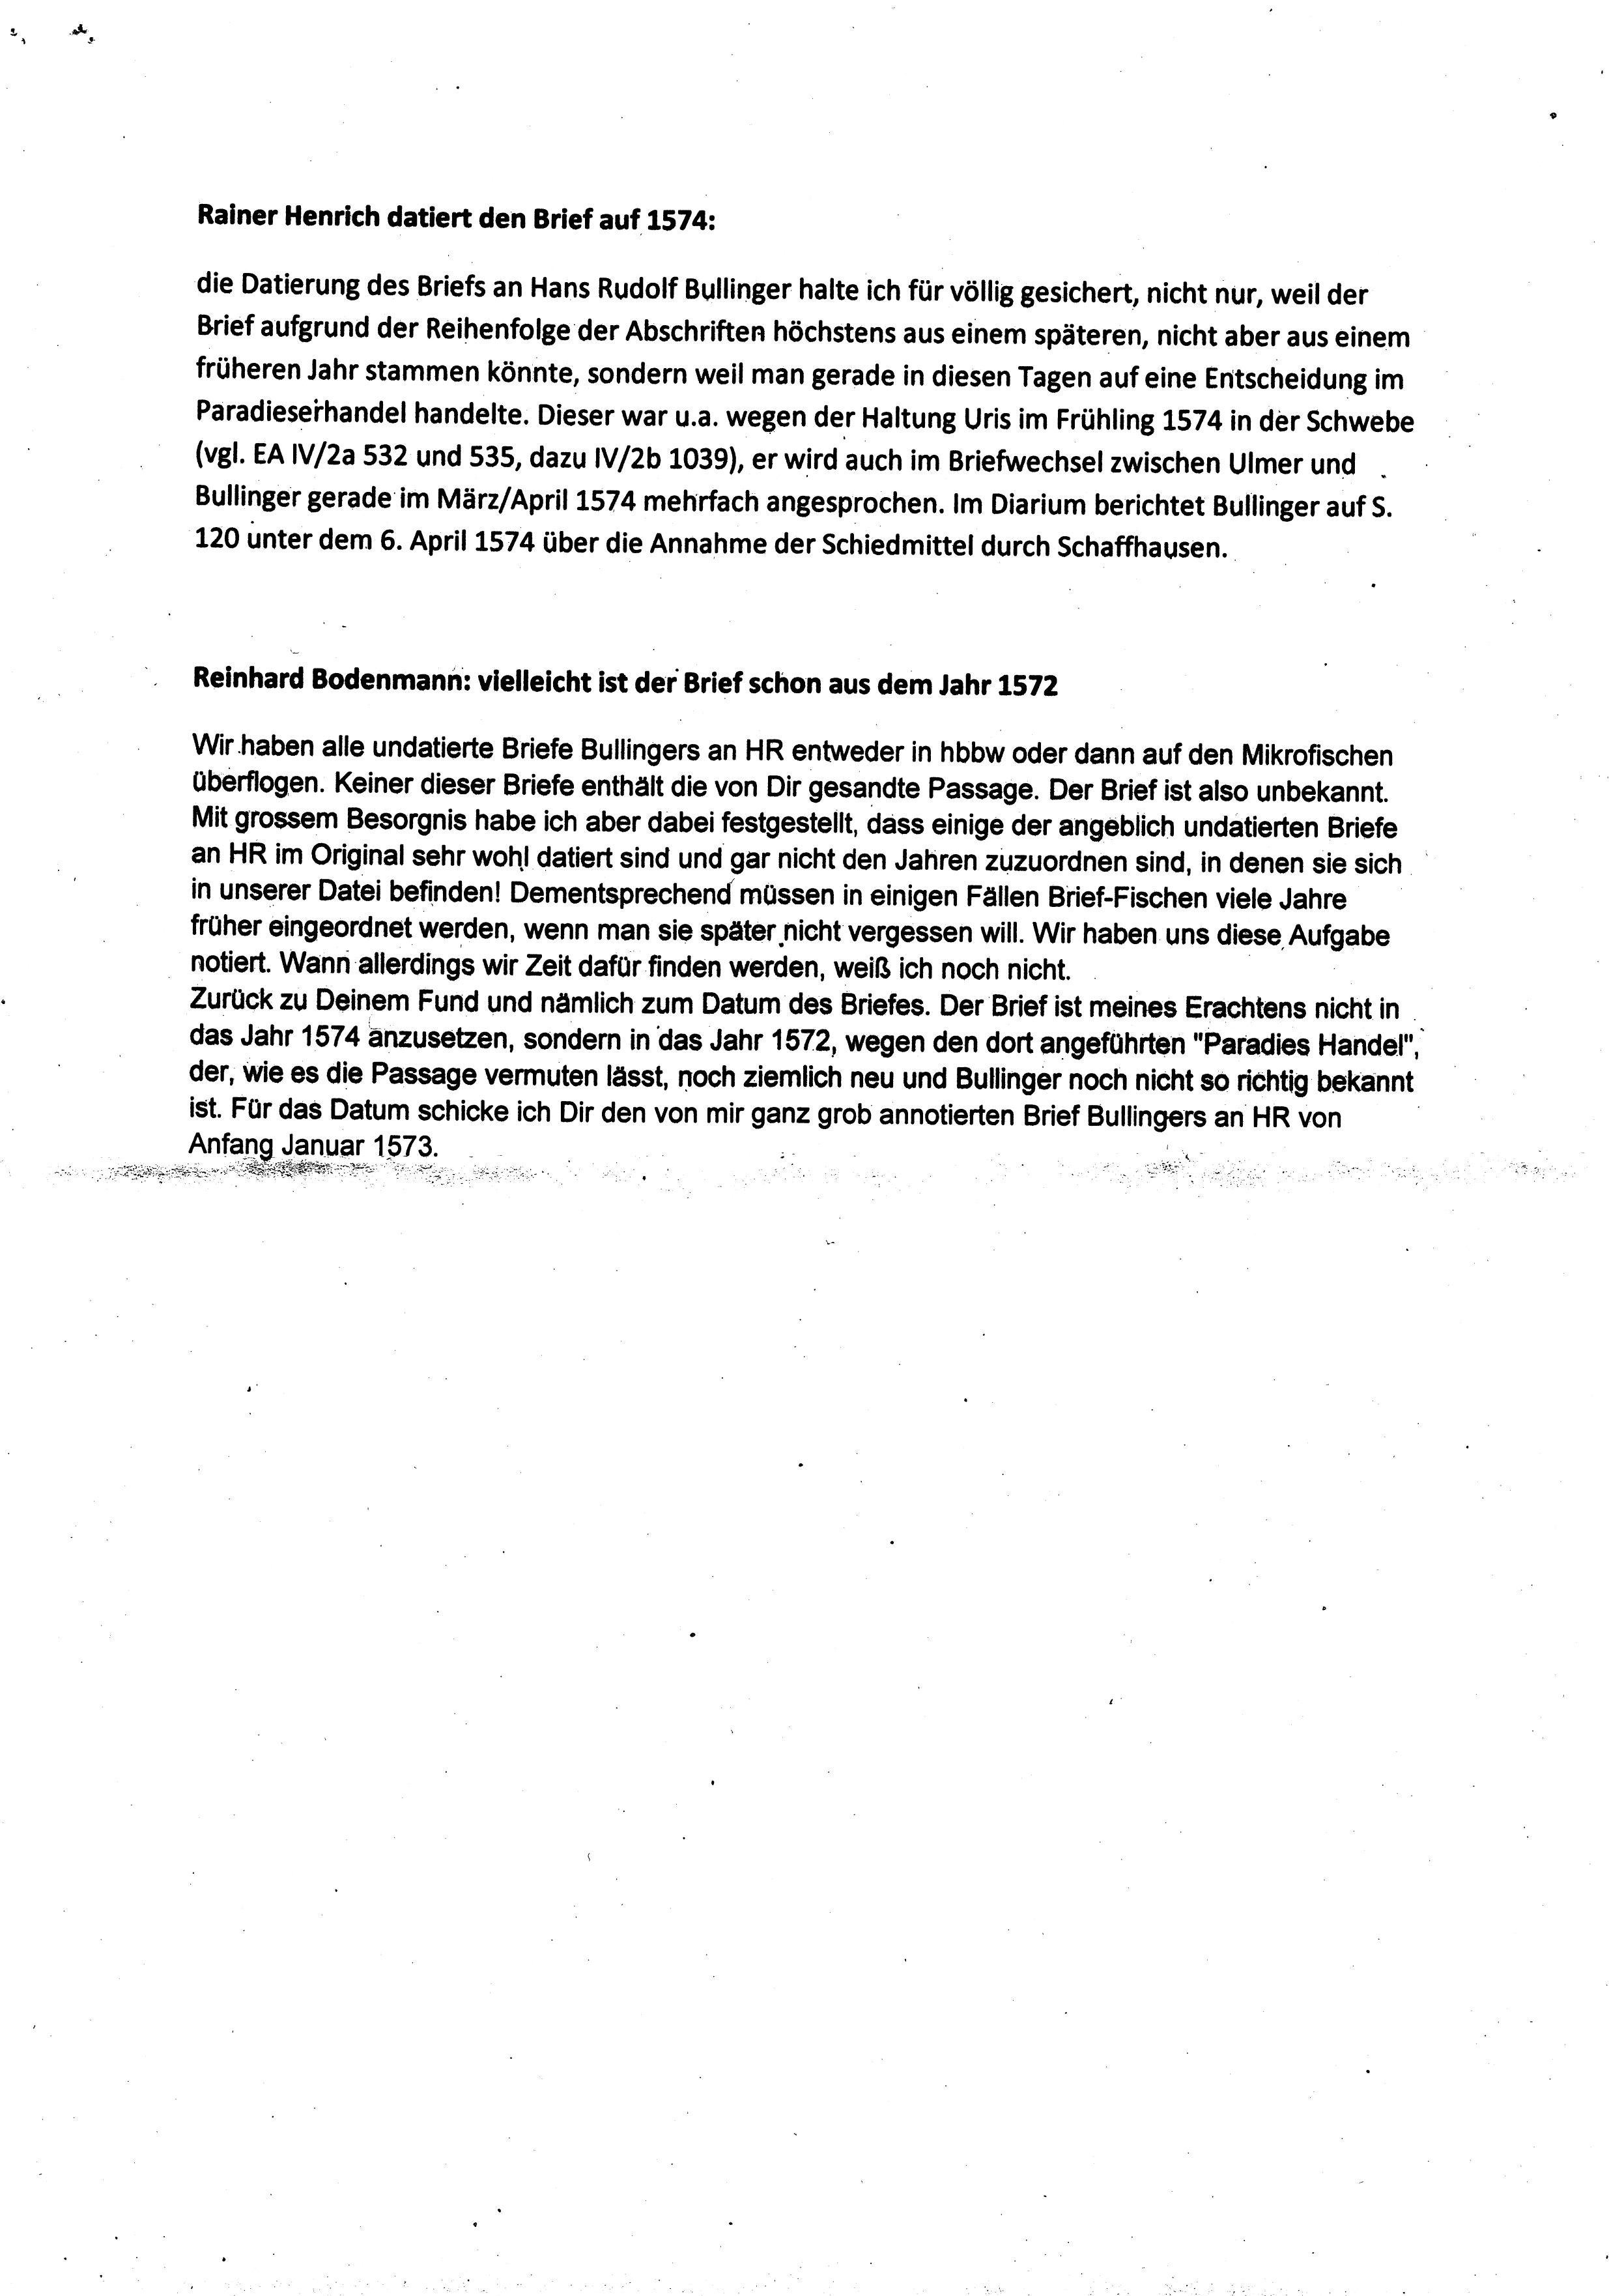 Rainer Henrich datiert den Brief auf 1574:
die Datierung des Briefs an Hans Rudolf Bullinger halte ich für völlig gesichert, nicht nur, weil der
Brief aufgrund der Reihenfolge der Abschriften höchstens aus einem späteren, nicht aber aus einem
früheren Jahr stammen könnte, sondern weil man gerade in diesen Tagen auf eine Entscheidung im
Paradieserhandel handelte. Dieser war u.a. wegen der Haltung Uris im Frühling 1574 in der Schwebe
(vgl. EA IV/2a 532 und 535, dazu IV/2b 1039), er wird auch im Briefwechsel zwischen Ulmer und
Bullinger gerade im März/April 1574 mehrfach angesprochen. Im Diarium berichtet Bullinger auf S.
120 unter dem 6. April 1574 über die Annahme der Schiedmittel durch Schaffhausen.
Reinhard Bodenmann: vielleicht ist der Brief schon aus dem Jahr 1572
Wir haben alle undatierte Briefe Bullingers an HR entweder in hbbw oder dann auf den Mikrofischen
überflogen. Keiner dieser Briefe enthält die von Dir gesandte Passage. Der Brief ist also unbekannt.
Mit grossem Besorgnis habe ich aber dabei festgestellt, dass einige der angeblich undatierten Briefe
an HR im Original sehr wohl datiert sind und gar nicht den Jahren zuzuordnen sind, in denen sie sich
in unserer Datei befinden! Dementsprechend müssen in einigen Fällen Brief-Fischen viele Jahre
früher eingeordnet werden, wenn man sie später nicht vergessen will. Wir haben uns diese Aufgabe
notiert. Wann allerdings wir Zeit dafür finden werden, weiß ich noch nicht.
Zurück zu Deinem Fund und nämlich zum Datum des Briefes. Der Brief ist meines Erachtens nicht in
das Jahr 1574 anzusetzen, sondern in das Jahr 1572, wegen den dort angeführten "Paradies Handel",
der, wie es die Passage vermuten lässt, noch ziemlich neu und Bullinger noch nicht so richtig bekannt
ist. Für das Datum schicke ich Dir den von mir ganz grob annotierten Brief Bullingers an HR von
Anfang Januar 1573.